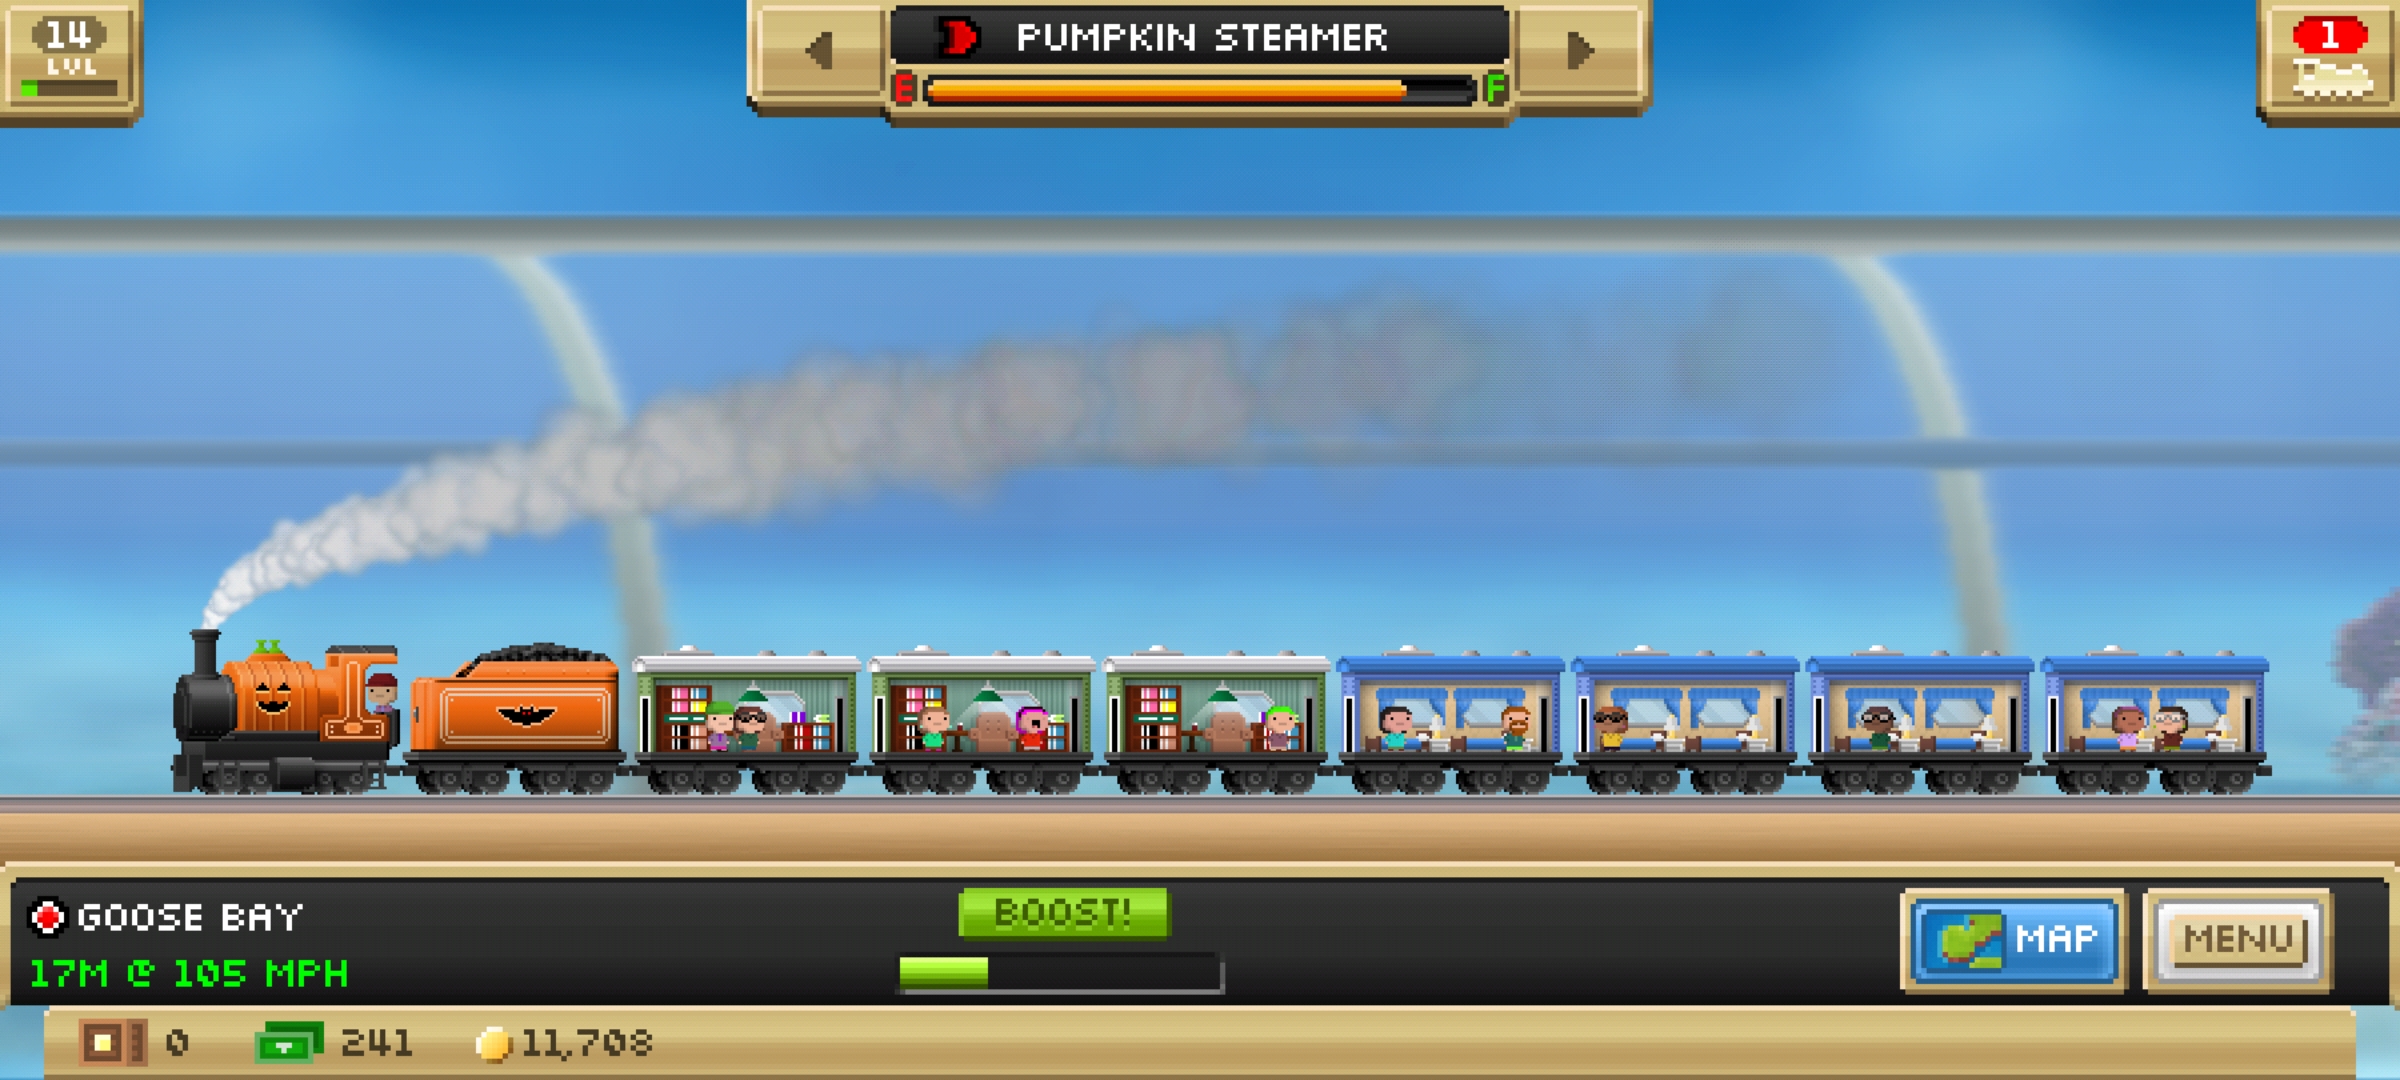 14
LVL
PUMPKIN STEAMER
E F
1
GOOSE BAY
17M @ 105 MPH
BOOST!
MAP
MENU
0
241
11,708